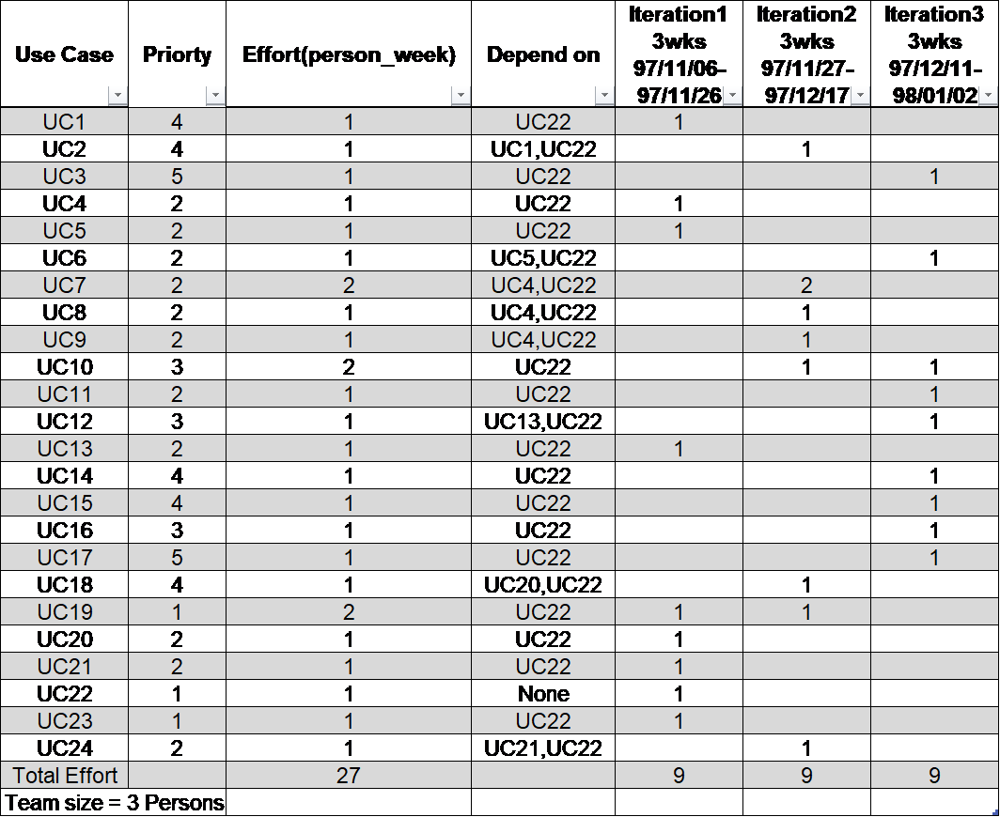 Use Case Priorty Effort(person_week) Depend on Iteration1 3wks 97/11/06-97/11/26 Iteration2 3wks 97/11/27-97/12/17 Iteration3 3wks 97/12/11-98/01/02
UC1 4 1 UC22 1
UC2 4 1 UC1,UC22 1
UC3 5 1 UC22 1
UC4 2 1 UC22 1
UC5 2 1 UC22 1
UC6 2 1 UC5,UC22 1
UC7 2 2 UC4,UC22 2
UC8 2 1 UC4,UC22 1
UC9 2 1 UC4,UC22 1
UC10 3 2 UC22 1 1
UC11 2 1 UC22 1
UC12 3 1 UC13,UC22 1
UC13 2 1 UC22 1
UC14 4 1 UC22 1
UC15 4 1 UC22 1
UC16 3 1 UC22 1
UC17 5 1 UC22 1
UC18 4 1 UC20,UC22 1
UC19 1 2 UC22 1 1
UC20 2 1 UC22 1
UC21 2 1 UC22 1
UC22 1 1 None 1
UC23 1 1 UC22 1
UC24 2 1 UC21,UC22 1
Total Effort 27 9 9 9
Team size = 3 Persons